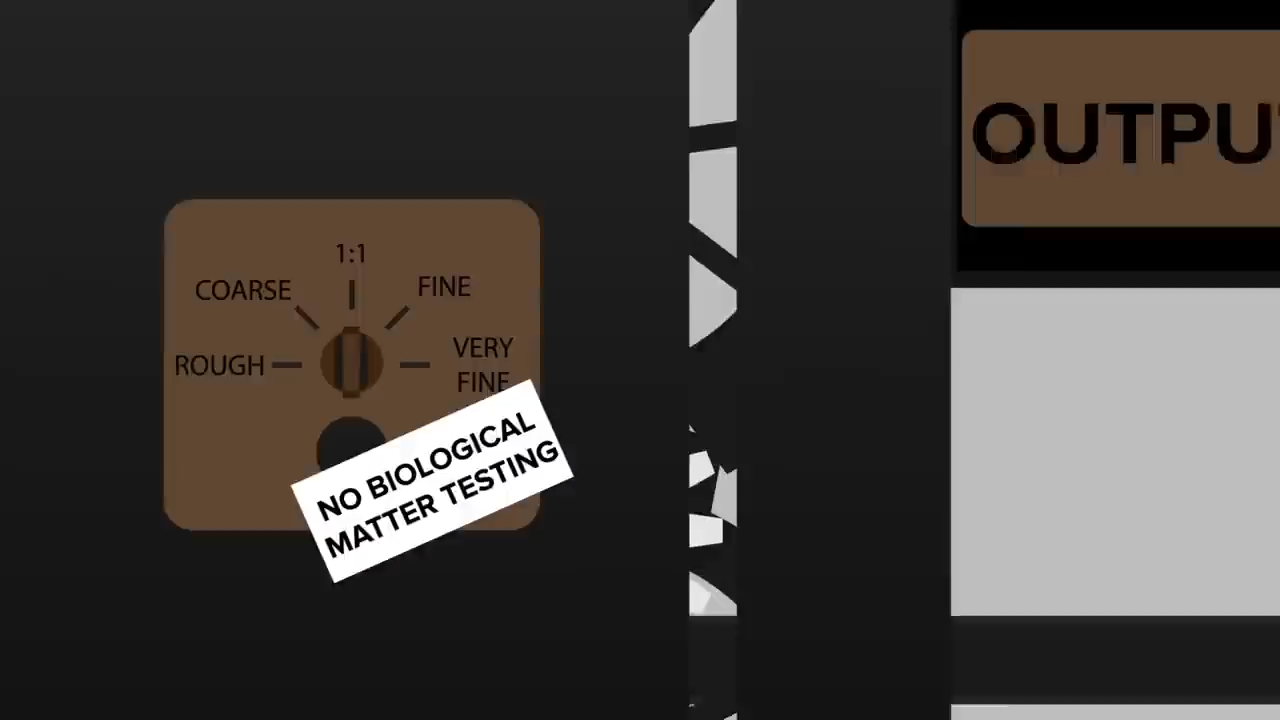 1:1
COARSE
FINE
ROUGH
VERY
FINE
NO BIOLOGICAL
MATTER TESTING
OUTPU